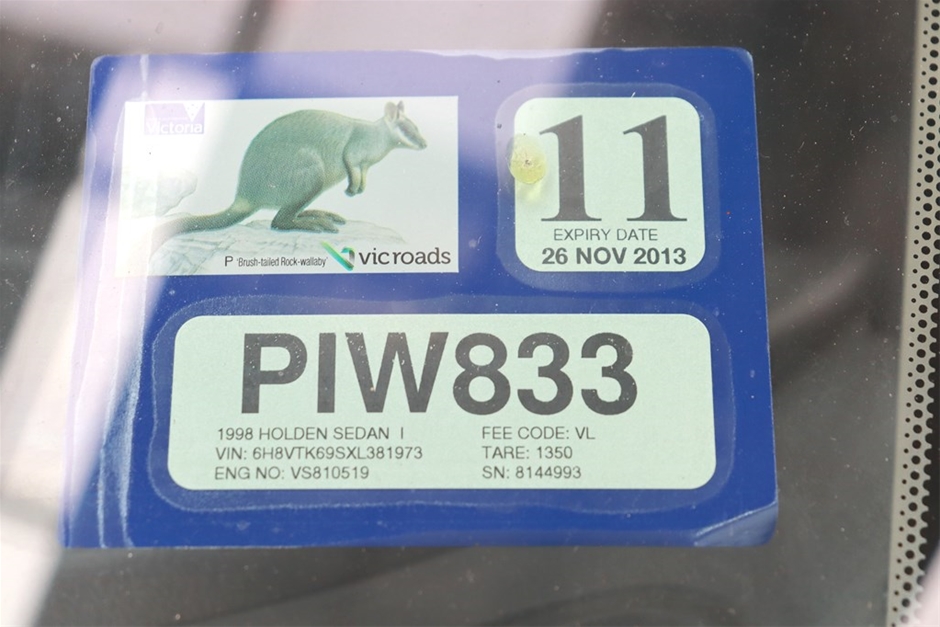 Victoria
P 'Brush-tailed Rock-wallaby'
vicroads
11
EXPIRY DATE
26 NOV 2013
PIW833
1998 HOLDEN SEDAN I
VIN: 6H8VTK69SXL381973
ENG NO: VS810519
FEE CODE: VL
TARE: 1350
SN: 8144993